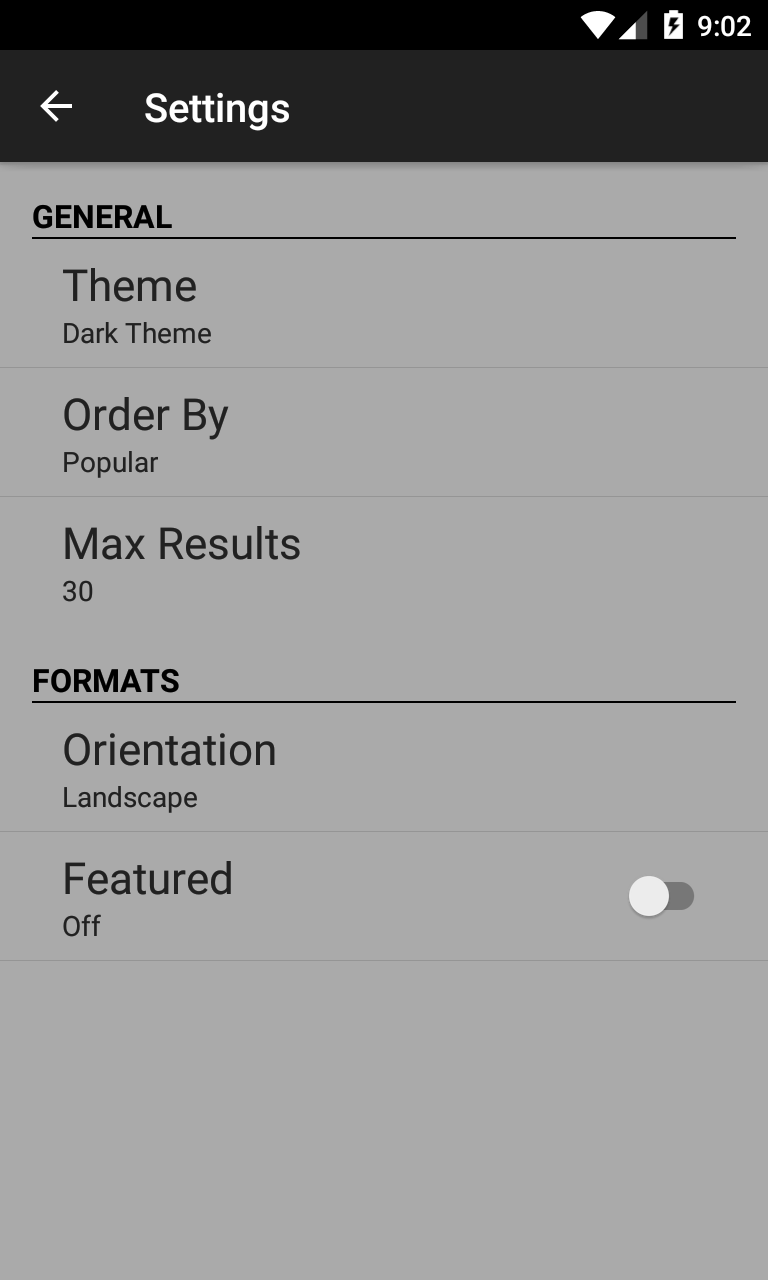 9:02
Settings
GENERAL
Theme
Dark Theme
Order By
Popular
Max Results
30
FORMATS
Orientation
Landscape
Featured
Off